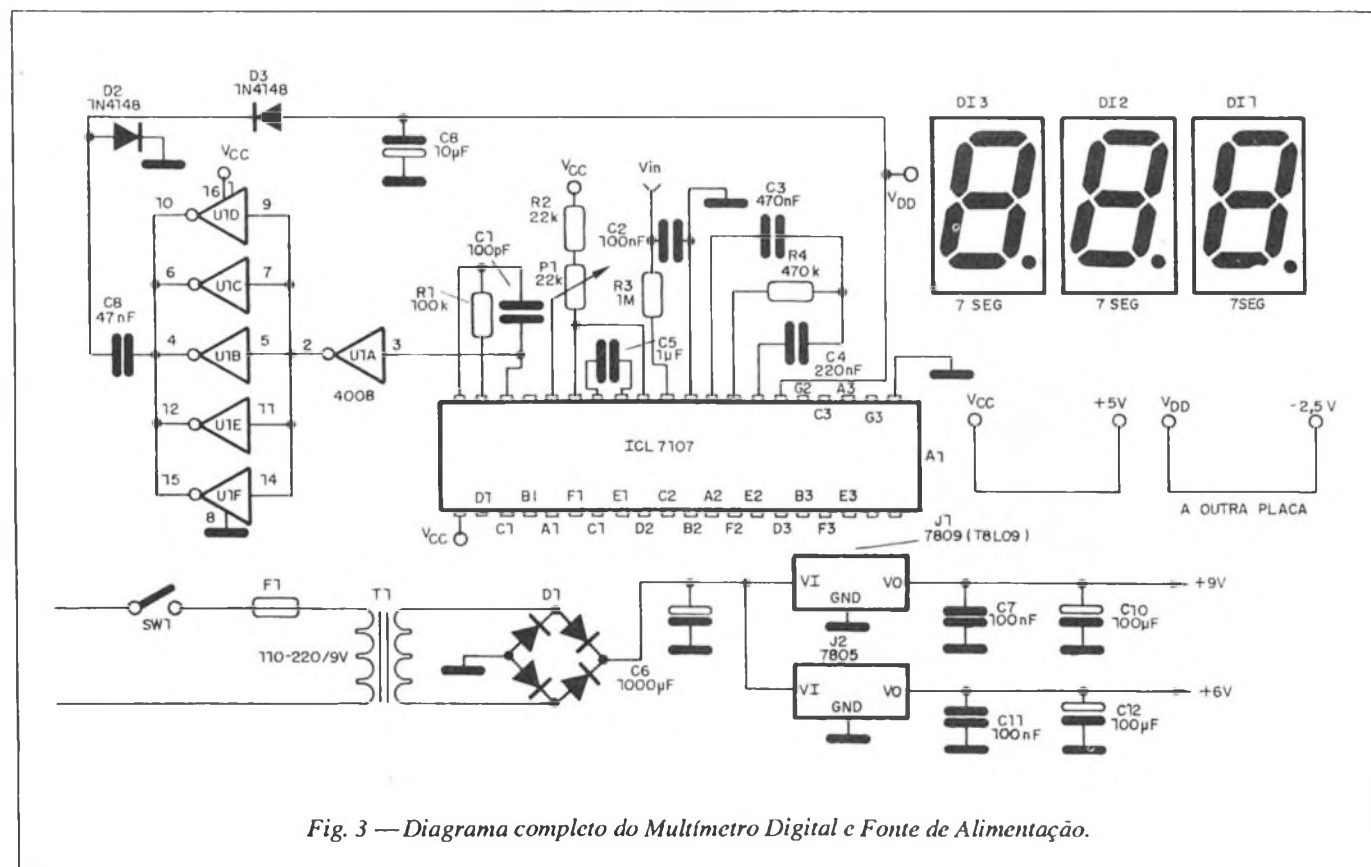 D3
1N4148
D2
1N4148
C8
10µF
VCC
16
1
10
U1D
9
6
U1C
7
C8
47nF
4
U1B
5
2
U1A
3
4008
12
U1E
11
15
U1F
14
8
C1
100pF
R1
100k
VCC
R2
22k
P1
22k
Vin
C2
100nF
R3
1M
C5
1µF
C3
470nF
R4
470k
C4
220nF
VDD
DI3
DI2
DI1
7 SEG
7 SEG
7SEG
G2
C3
A3
G3
ICL 7107
A1
D1
B1
F1
E1
C2
A2
E2
B3
E3
VCC
C1
A1
C1
D2
B2
F2
D3
F3
VCC
+5V
VDD
-2,5V
A OUTRA PLACA
SW1
F1
T1
110-220/9V
D1
C6
1000µF
J1
7809 (T8L09)
VI
VO
GND
J2
7805
VI
VO
GND
C7
100nF
C10
100µF
+9V
C11
100nF
C12
100µF
+6V
Fig. 3 — Diagrama completo do Multímetro Digital e Fonte de Alimentação.